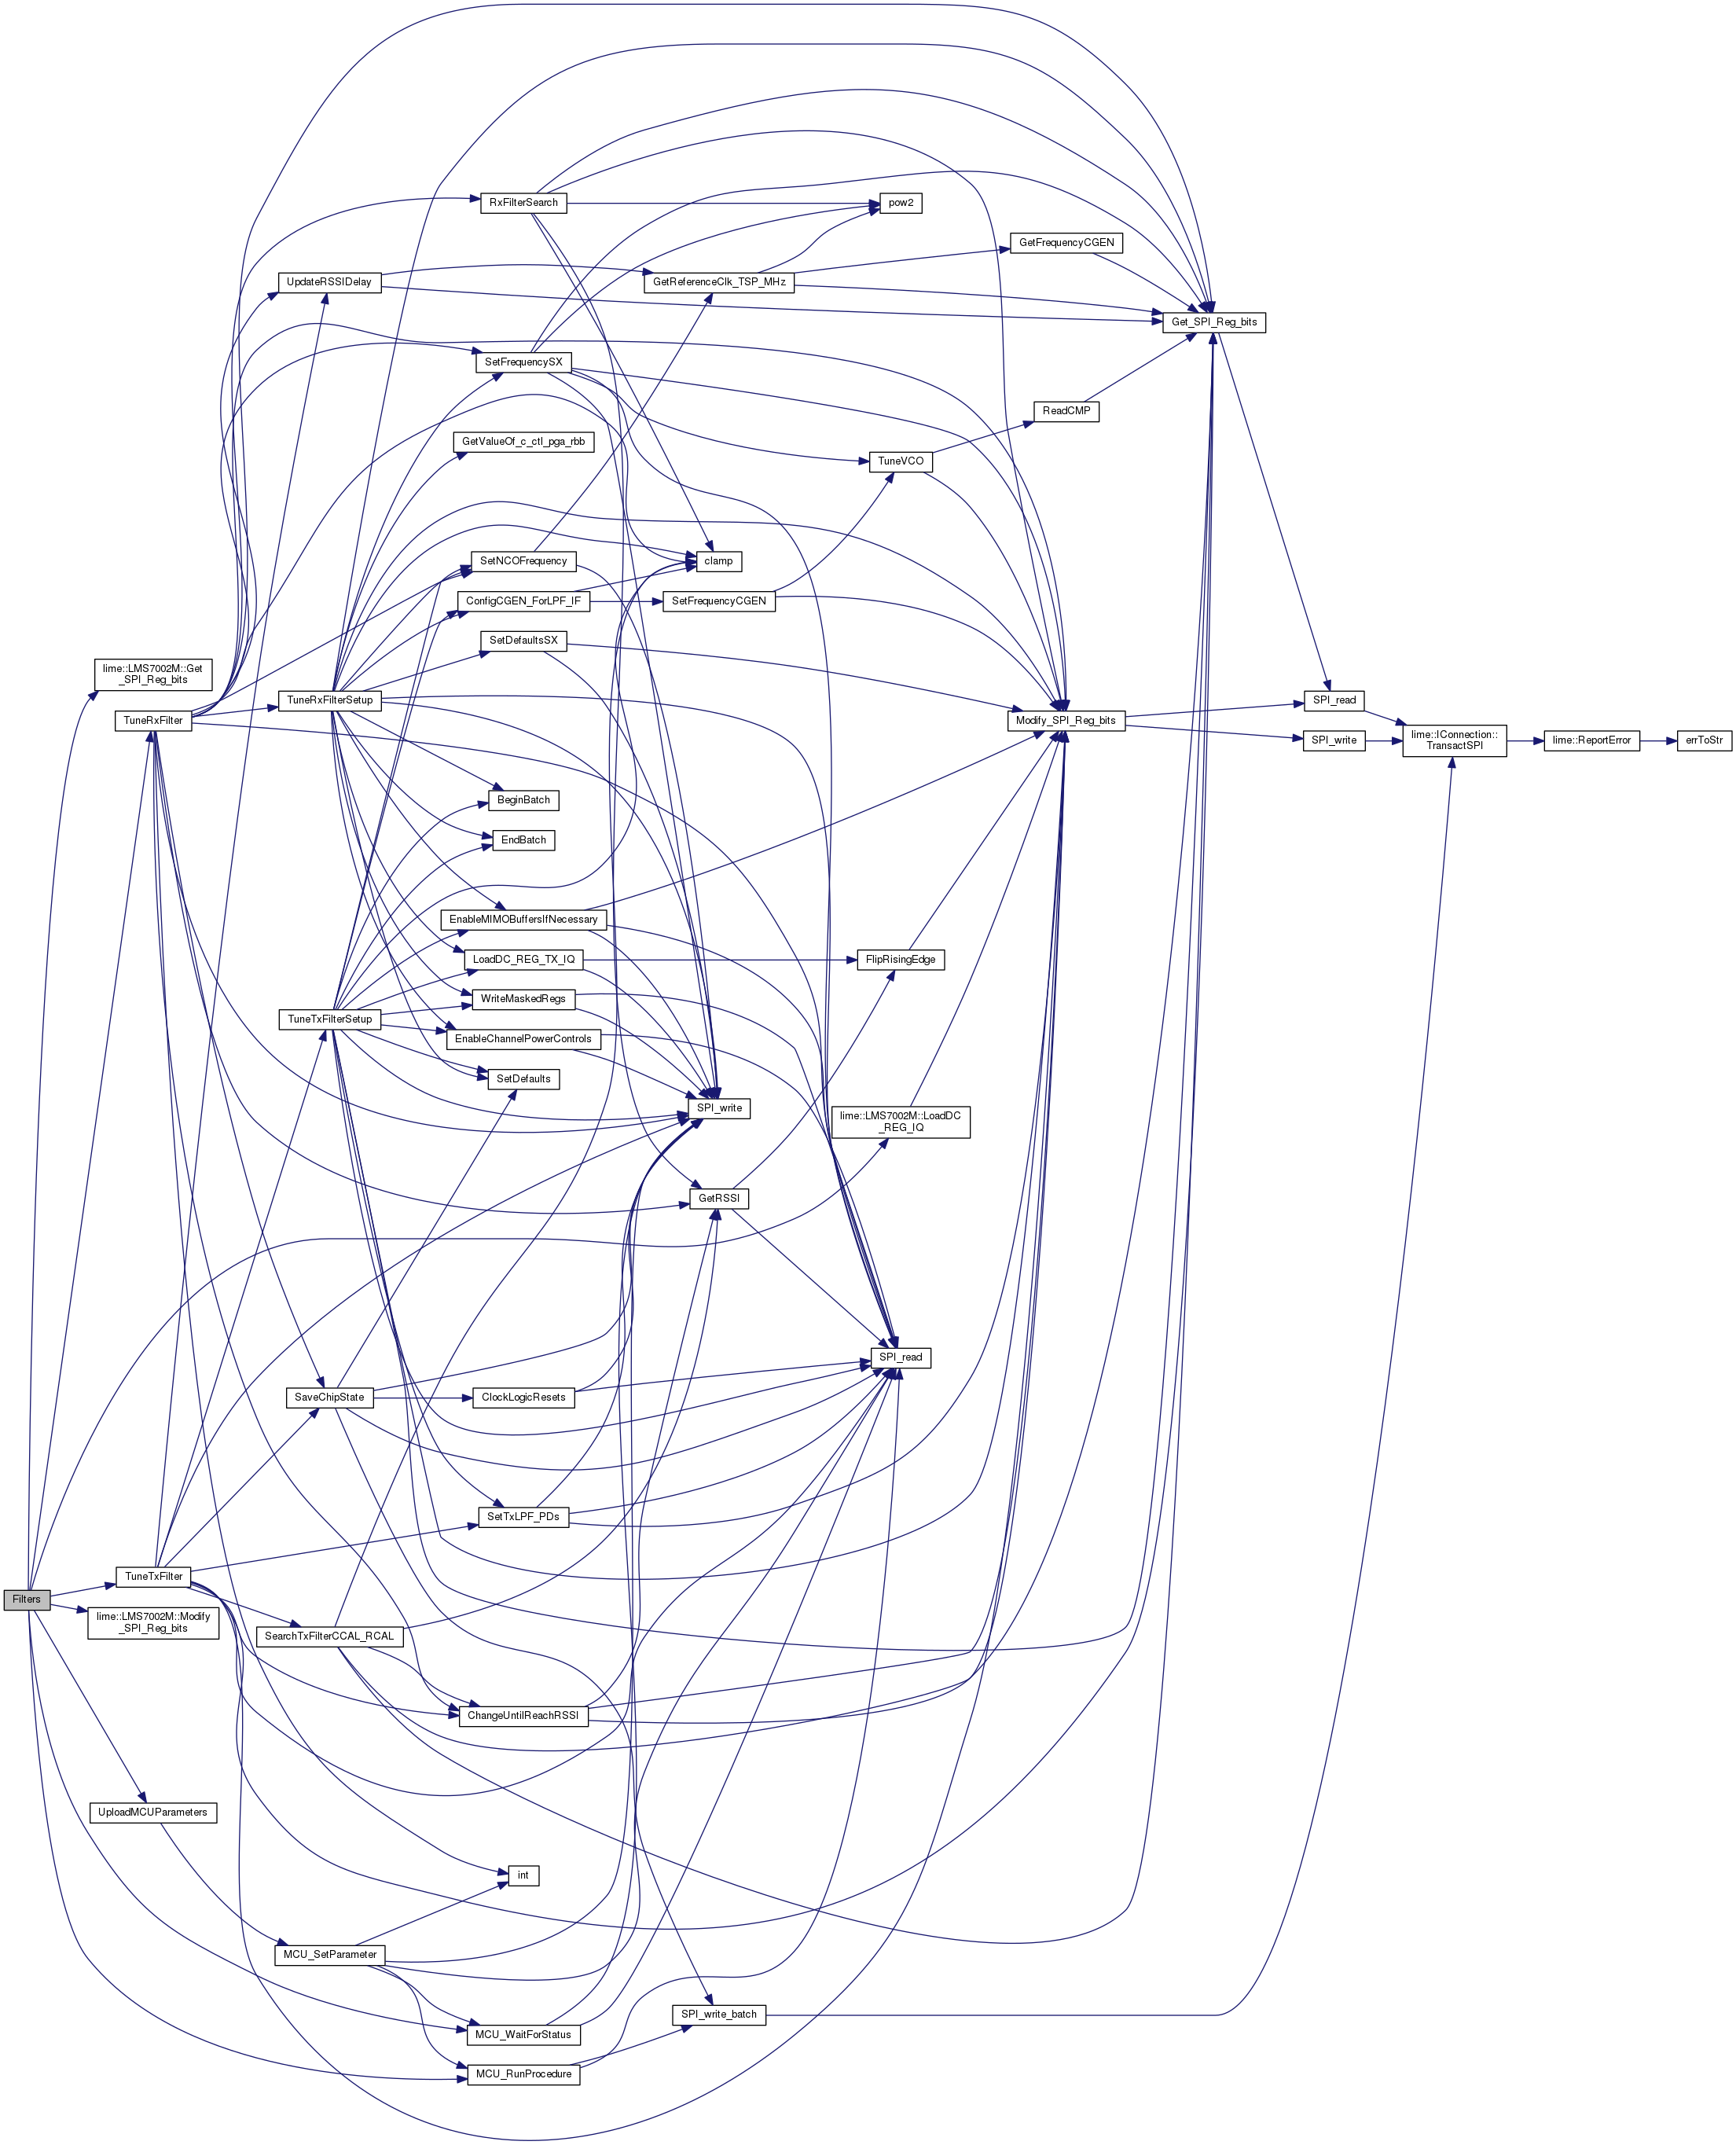 RxFilterSearch
pow2
GetFrequencyCGEN
UpdateRSSIDelay
GetReferenceClk_TSP_MHz
Get_SPI_Reg_bits
SetFrequencySX
ReadCMP
GetValueOf_c_ctl_pga_rbb
TuneVCO
SetNCOFrequency
clamp
ConfigCGEN_ForLPF_IF
SetFrequencyCGEN
SetDefaultsSX
lime::LMS7002M::Get
_SPI_Reg_bits
TuneRxFilterSetup
SPI_read
TuneRxFilter
Modify_SPI_Reg_bits
SPI_write
lime::IConnection::
TransactSPI
lime::ReportError
errToStr
BeginBatch
EndBatch
EnableMIMOBuffersIfNecessary
LoadDC_REG_TX_IQ
FlipRisingEdge
WriteMaskedRegs
TuneTxFilterSetup
EnableChannelPowerControls
SetDefaults
SPI_write
lime::LMS7002M::LoadDC
_REG_IQ
GetRSSI
SPI_read
SaveChipState
ClockLogicResets
SetTxLPF_PDs
TuneTxFilter
Filters
lime::LMS7002M::Modify
_SPI_Reg_bits
SearchTxFilterCCAL_RCAL
ChangeUntilReachRSSI
UploadMCUParameters
int
MCU_SetParameter
SPI_write_batch
MCU_WaitForStatus
MCU_RunProcedure